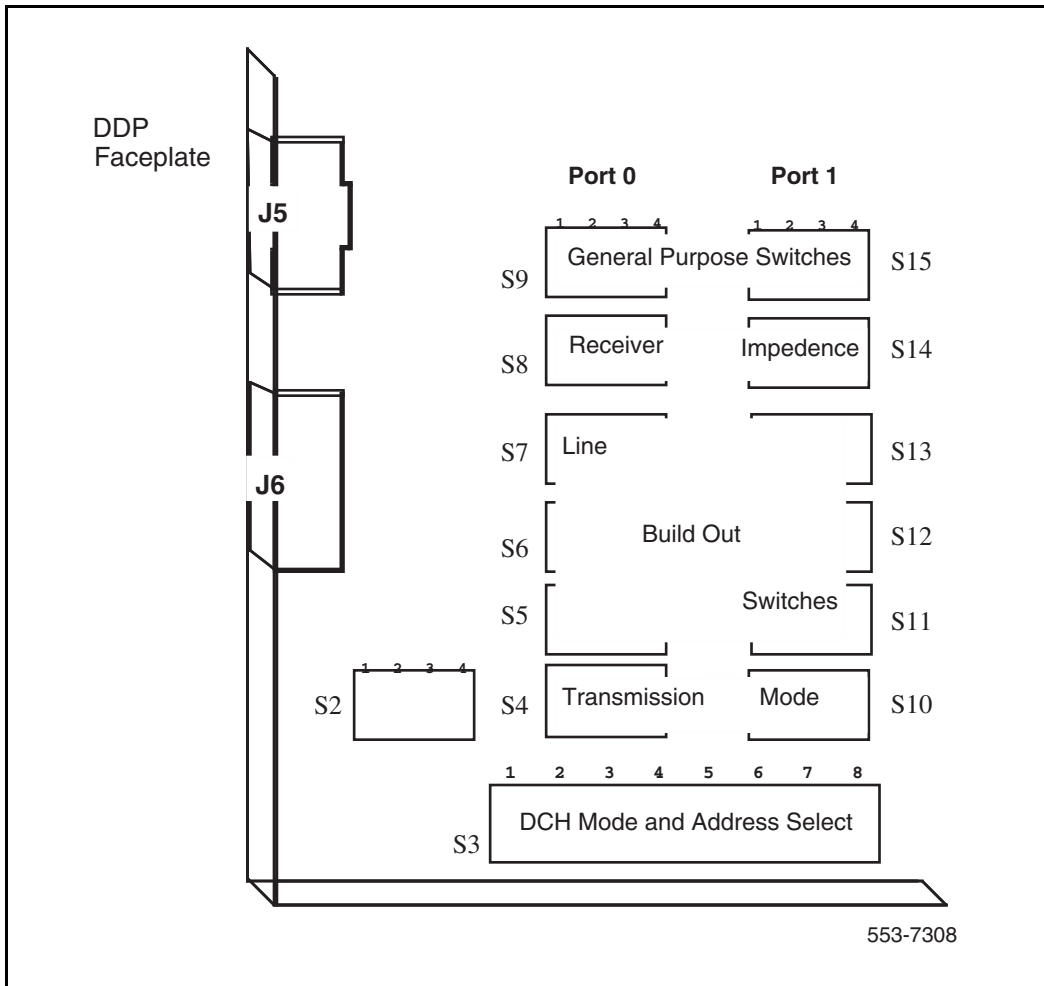 DDP
Faceplate
J5
J6
Port 0 Port 1
1 2 3 4 1 2 3 4
S9 General Purpose Switches S15
S8 Receiver Impedence S14
S7 Line S13
S6 Build Out S12
S5 Switches S11
1 2 3 4
S2 S4 Transmission Mode S10
1 2 3 4 5 6 7 8
S3 DCH Mode and Address Select
553-7308